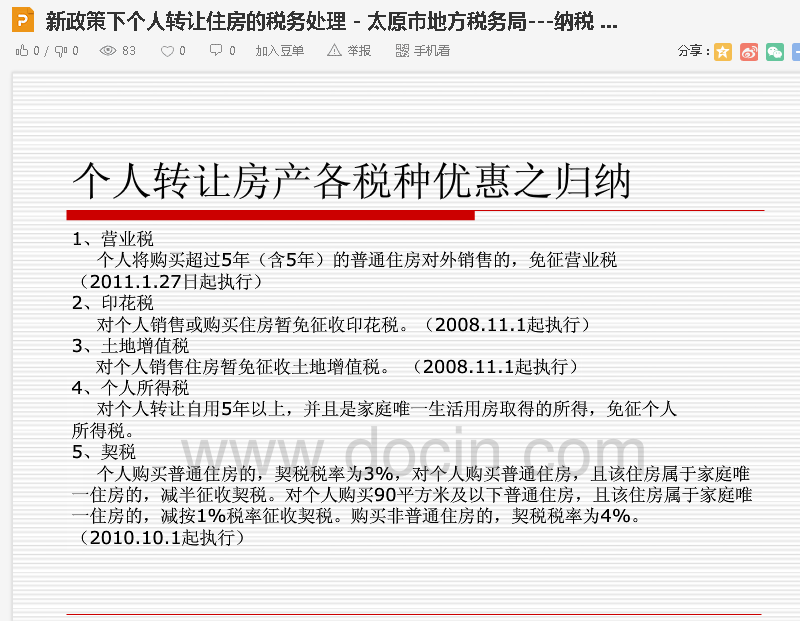 新政策下个人转让住房的税务处理 - 太原市地方税务局---纳税 ...
0 / 0 83 0 0 加入豆单 举报 手机看 分享：
个人转让房产各税种优惠之归纳
1、营业税
个人将购买超过5年（含5年）的普通住房对外销售的，免征营业税
（2011.1.27日起执行）
2、印花税
对个人销售或购买住房暂免征收印花税。（2008.11.1起执行）
3、土地增值税
对个人销售住房暂免征收土地增值税。 （2008.11.1起执行）
4、个人所得税
对个人转让自用5年以上，并且是家庭唯一生活用房取得的所得，免征个人
所得税。
5、契税
个人购买普通住房的，契税税率为3%，对个人购买普通住房，且该住房属于家庭唯
一住房的，减半征收契税。对个人购买90平方米及以下普通住房，且该住房属于家庭唯
一住房的，减按1%税率征收契税。购买非普通住房的，契税税率为4%。
（2010.10.1起执行）
www.docin.com